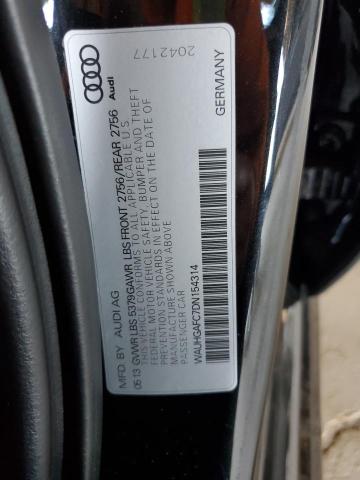 Audi
2042177
GERMANY
MFD BY AUDI AG
05 13 GVWR LBS 5379GAWR LBS FRONT 2756/REAR 2756
THIS VEHICLE CONFORMS TO ALL APPLICABLE U.S.
FEDERAL MOTOR VEHICLE SAFETY, BUMPER AND THEFT
PREVENTION STANDARDS IN EFFECT ON THE DATE OF
MANUFACTURE SHOWN ABOVE
PASSENGER CAR
WAUHGAFC7DN154314